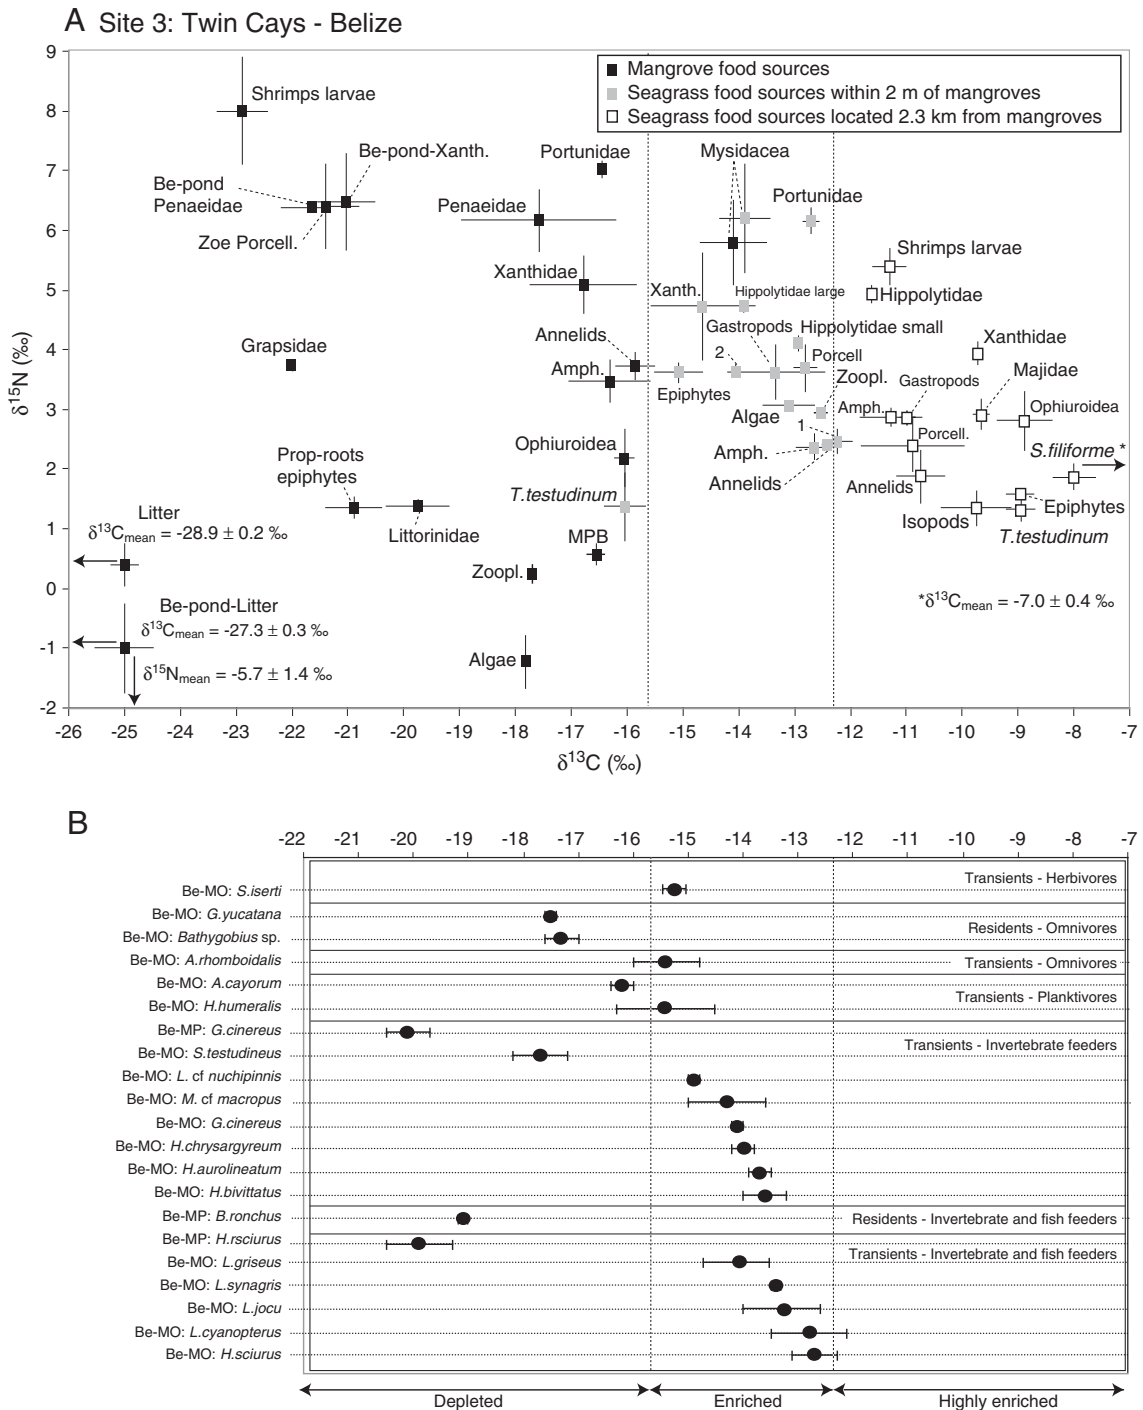 A Site 3: Twin Cays - Belize
9
8
7
6
5
4
3
2
1
0
-1
-2
δ15N (‰)
Mangrove food sources
Seagrass food sources within 2 m of mangroves
Seagrass food sources located 2.3 km from mangroves
Shrimps larvae
Be-pond-Xanth.
Be-pond
Penaeidae
Zoe Porcell.
Portunidae
Penaeidae
Xanthidae
Mysidacea
Portunidae
Shrimps larvae
Hippolytidae
Xanth.
Hippolytidae large
Gastropods
Hippolytidae small
2
Porcell
Zoopl.
Xanthidae
Majidae
Grapsidae
Annelids
Amph.
Epiphytes
Algae
Amph.
Gastropods
Ophiuroidea
1
Porcell.
S.filiforme *
Ophiuroidea
Prop-roots
epiphytes
T.testudinum
Amph.
Annelids
Annelids
Isopods
Epiphytes
T.testudinum
Littorinidae
MPB
Zoopl.
Algae
Litter
δ13Cmean = -28.9 ± 0.2 ‰
Be-pond-Litter
δ13Cmean = -27.3 ± 0.3 ‰
δ15Nmean = -5.7 ± 1.4 ‰
*δ13Cmean = -7.0 ± 0.4 ‰
-26 -25 -24 -23 -22 -21 -20 -19 -18 -17 -16 -15 -14 -13 -12 -11 -10 -9 -8 -7
δ13C (‰)
B
-22 -21 -20 -19 -18 -17 -16 -15 -14 -13 -12 -11 -10 -9 -8 -7
Be-MO: S.iserti
Transients - Herbivores
Be-MO: G.yucatana
Be-MO: Bathygobius sp.
Residents - Omnivores
Be-MO: A.rhomboidalis
Transients - Omnivores
Be-MO: A.cayorum
Be-MO: H.humeralis
Transients - Planktivores
Be-MP: G.cinereus
Transients - Invertebrate feeders
Be-MO: S.testudineus
Be-MO: L. cf nuchipinnis
Be-MO: M. cf macropus
Be-MO: G.cinereus
Be-MO: H.chrysargyreum
Be-MO: H.aurolineatum
Be-MO: H.bivittatus
Be-MP: B.ronchus
Residents - Invertebrate and fish feeders
Be-MP: H.rsciurus
Transients - Invertebrate and fish feeders
Be-MO: L.griseus
Be-MO: L.synagris
Be-MO: L.jocu
Be-MO: L.cyanopterus
Be-MO: H.sciurus
Depleted
Enriched
Highly enriched